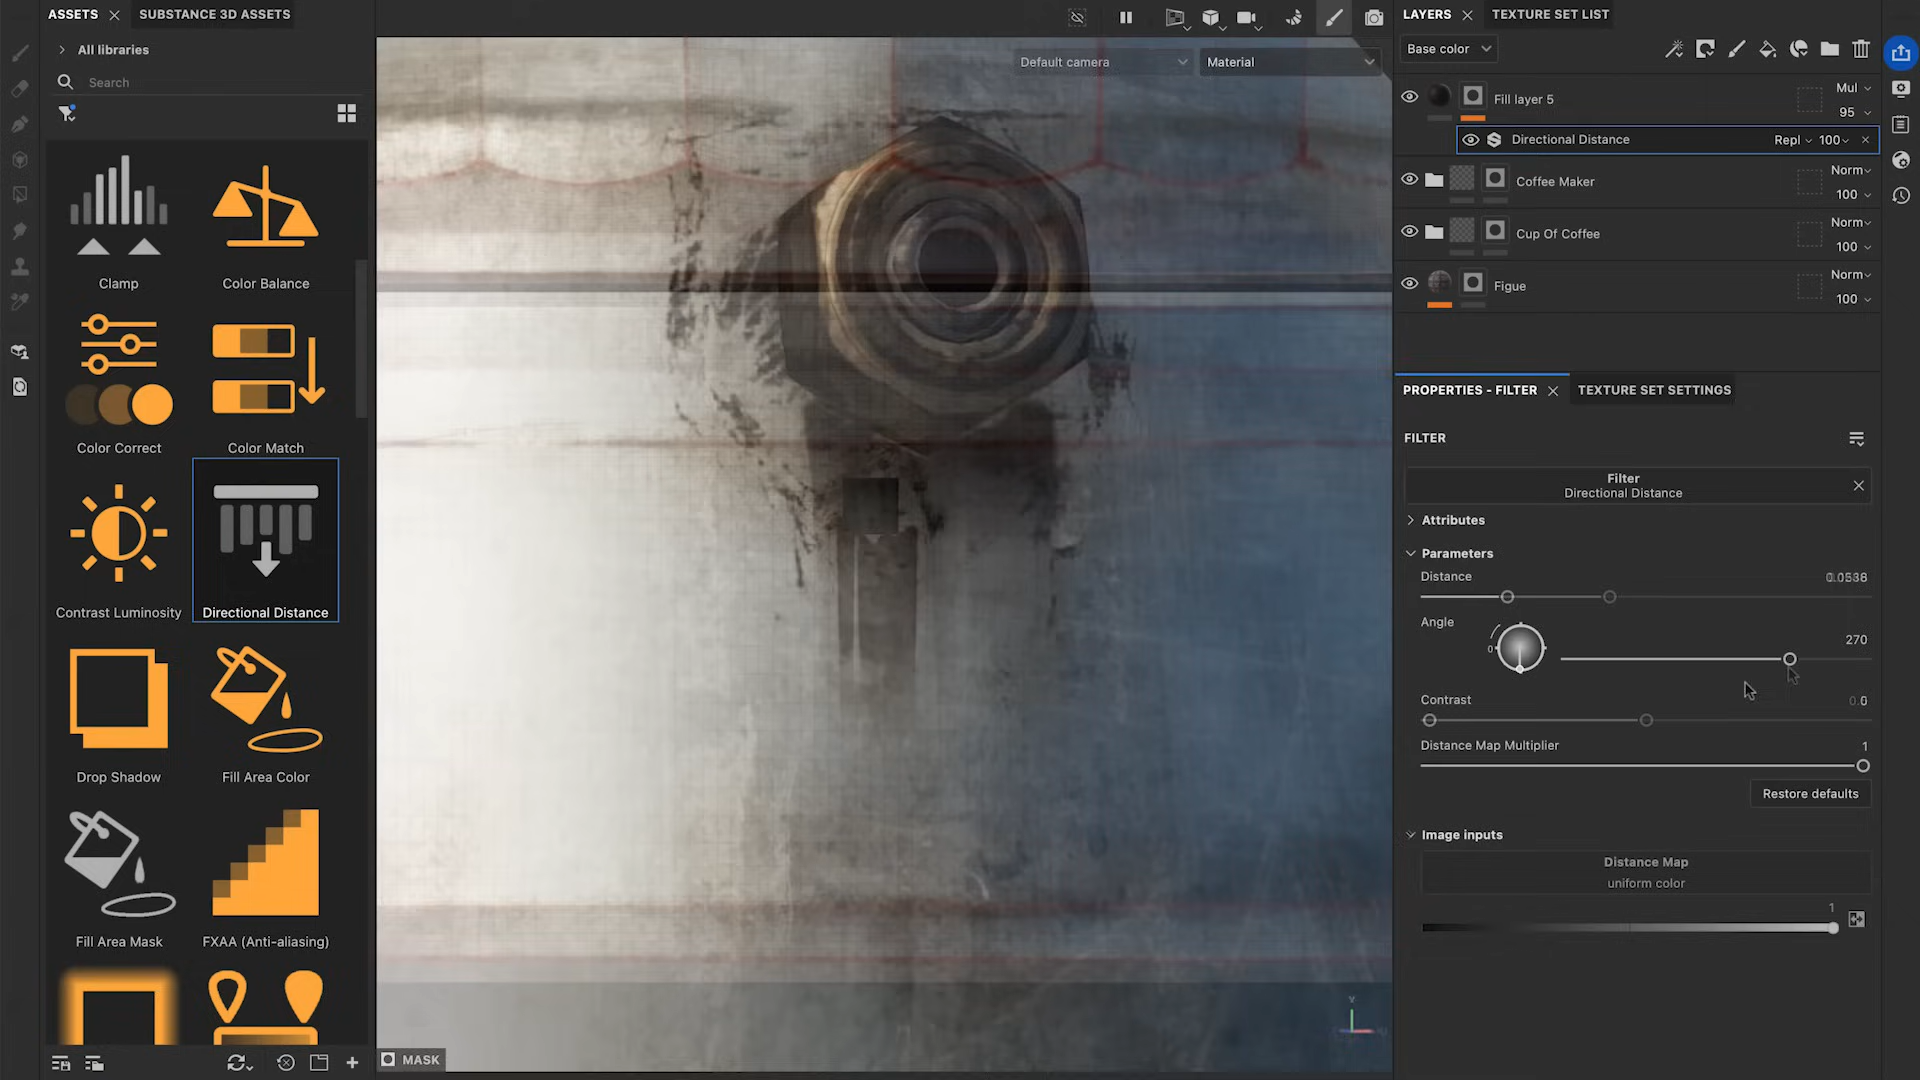 ASSETS
SUBSTANCE 3D ASSETS
All libraries
Search
Clamp
Color Balance
Color Correct
Color Match
Contrast Luminosity
Directional Distance
Drop Shadow
Fill Area Color
Fill Area Mask
FXAA (Anti-aliasing)
Default camera
Material
MASK
Y
LAYERS
TEXTURE SET LIST
Base color
Fill layer 5
Mul
95
Directional Distance
Repl
100
Coffee Maker
Norm
100
Cup Of Coffee
Norm
100
Figue
Norm
100
PROPERTIES - FILTER
TEXTURE SET SETTINGS
FILTER
Filter
Directional Distance
Attributes
Parameters
Distance
Angle
0
270
Contrast
Distance Map Multiplier
1
Restore defaults
Image inputs
Distance Map
uniform color
1